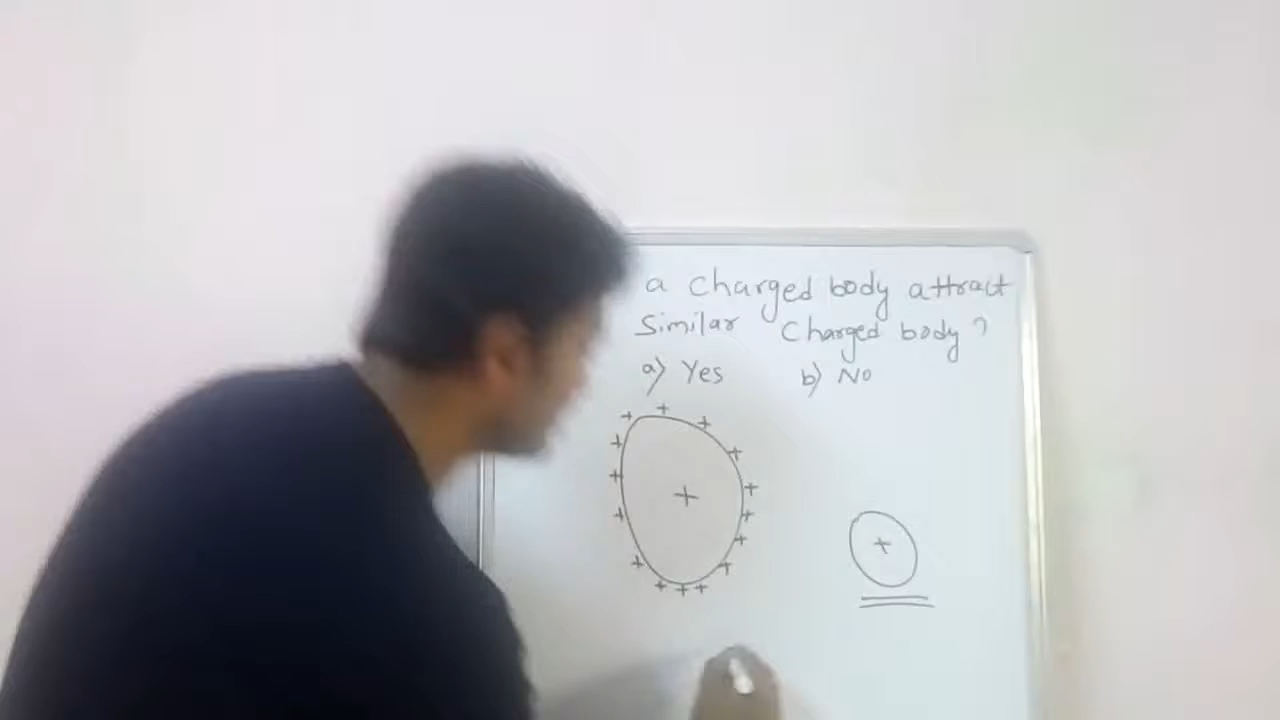 a charged body attract
Similar Charged body ?
a) Yes b) No
+ + + + + + + + + + + + + + + +
+
+